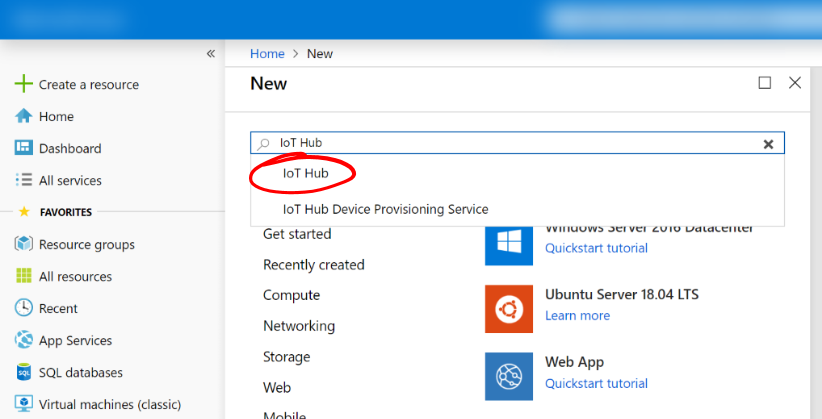 Home > New
Create a resource
Home
Dashboard
All services
FAVORITES
Resource groups
All resources
Recent
App Services
SQL
SQL databases
Virtual machines (classic)
New
IoT Hub
IoT Hub
IoT Hub Device Provisioning Service
Get started
Recently created
Compute
Networking
Storage
Web
Mobile
Windows Server 2016 Datacenter
Quickstart tutorial
Ubuntu Server 18.04 LTS
Learn more
Web App
Quickstart tutorial